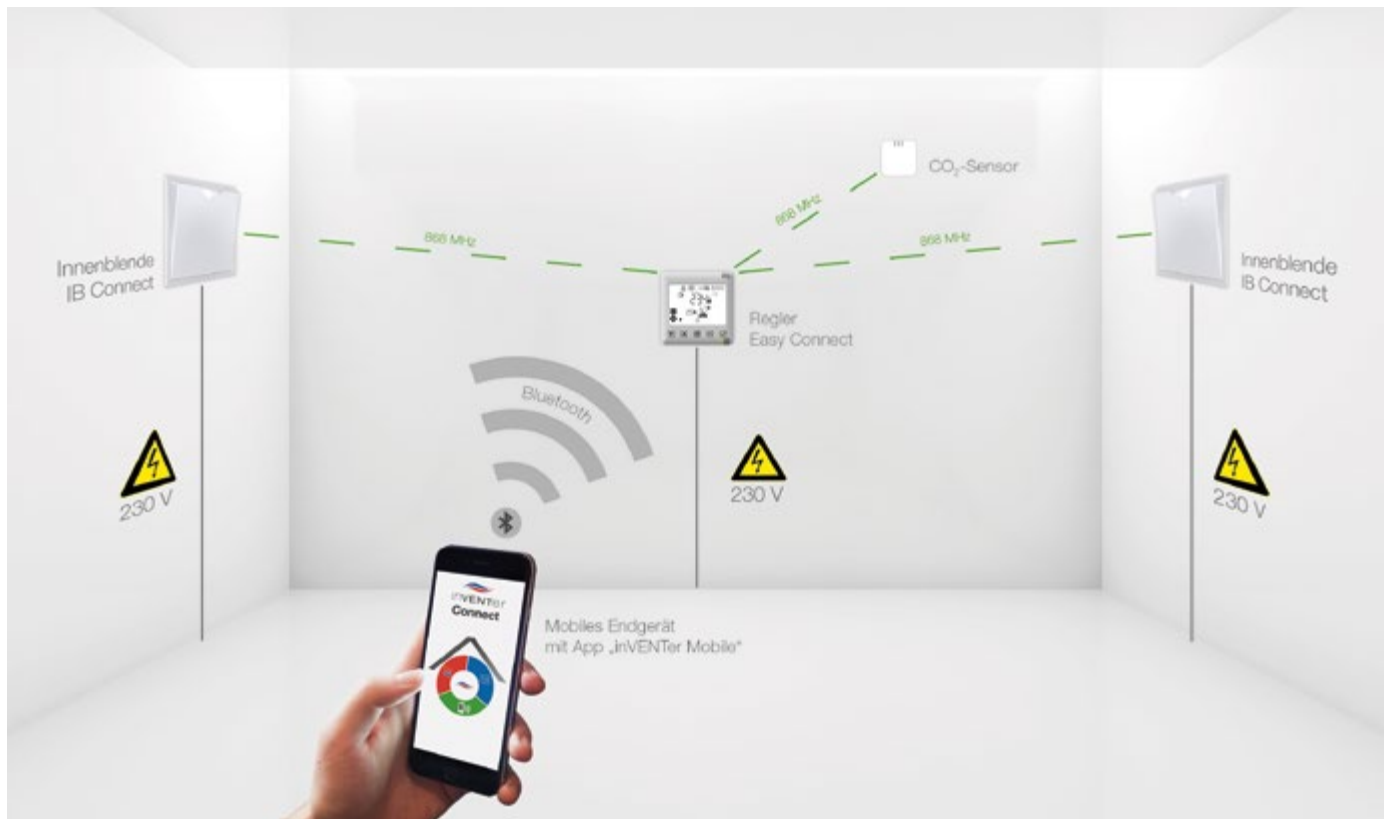 CO₂-Sensor
868 MHz
868 MHz
868 MHz
Innenblende
IB Connect
Innenblende
IB Connect
Regler
Easy Connect
Bluetooth
230 V
230 V
230 V
inVENTer
Connect
Mobiles Endgerät
mit App „inVENTer Mobile“